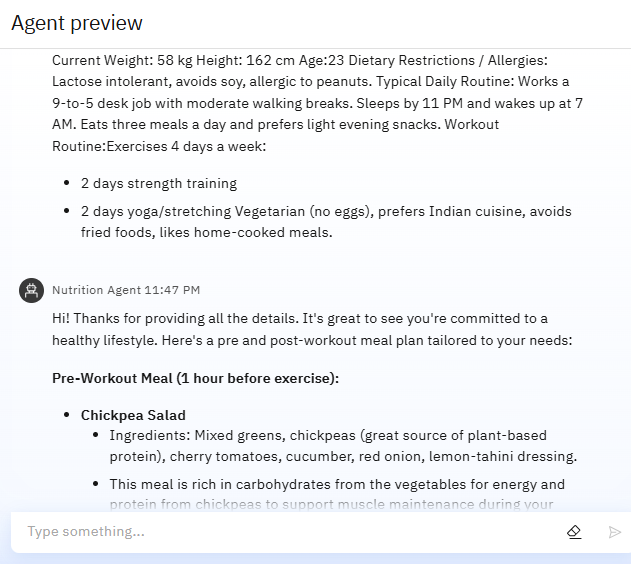 Agent preview
Current Weight: 58 kg Height: 162 cm Age:23 Dietary Restrictions / Allergies:
Lactose intolerant, avoids soy, allergic to peanuts. Typical Daily Routine: Works a
9-to-5 desk job with moderate walking breaks. Sleeps by 11 PM and wakes up at 7
AM. Eats three meals a day and prefers light evening snacks. Workout
Routine:Exercises 4 days a week:
• 2 days strength training
• 2 days yoga/stretching Vegetarian (no eggs), prefers Indian cuisine, avoids
fried foods, likes home-cooked meals.
Nutrition Agent 11:47 PM
Hi! Thanks for providing all the details. It's great to see you're committed to a
healthy lifestyle. Here's a pre and post-workout meal plan tailored to your needs:
Pre-Workout Meal (1 hour before exercise):
• Chickpea Salad
• Ingredients: Mixed greens, chickpeas (great source of plant-based
protein), cherry tomatoes, cucumber, red onion, lemon-tahini dressing.
• This meal is rich in carbohydrates from the vegetables for energy and
protein from chickpeas to support muscle maintenance during your
Type something...